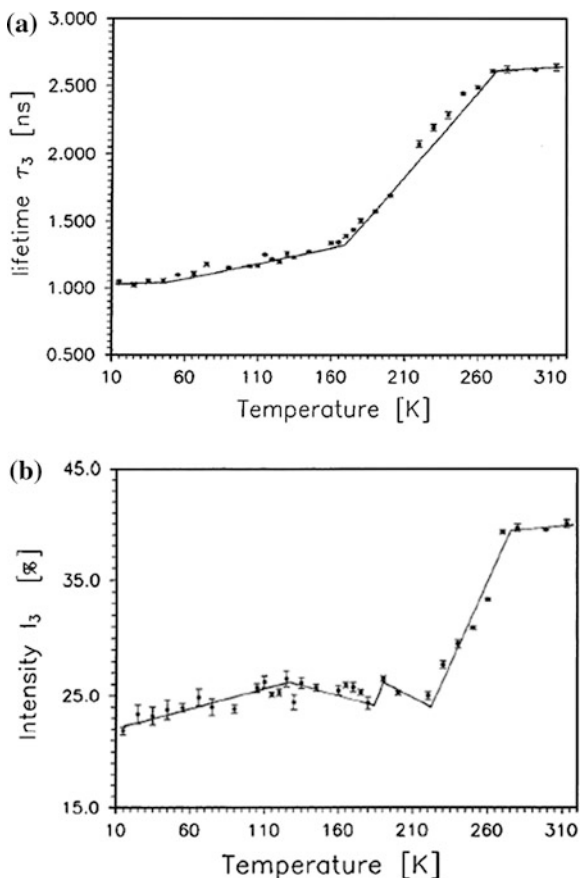 (a)
3.000
2.500
2.000
1.500
1.000
0.500
lifetime τ₃ [ns]
10 60 110 160 210 260 310
Temperature [K]
(b)
45.0
35.0
25.0
15.0
Intensity I₃ [%]
10 60 110 160 210 260 310
Temperature [K]